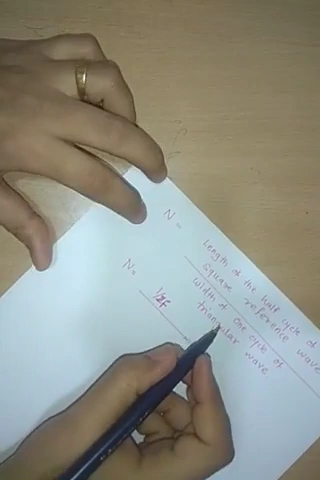 N = Length of the half cycle of
square reference wave
width of one cycle of
triangular wave.
N = 1/2F